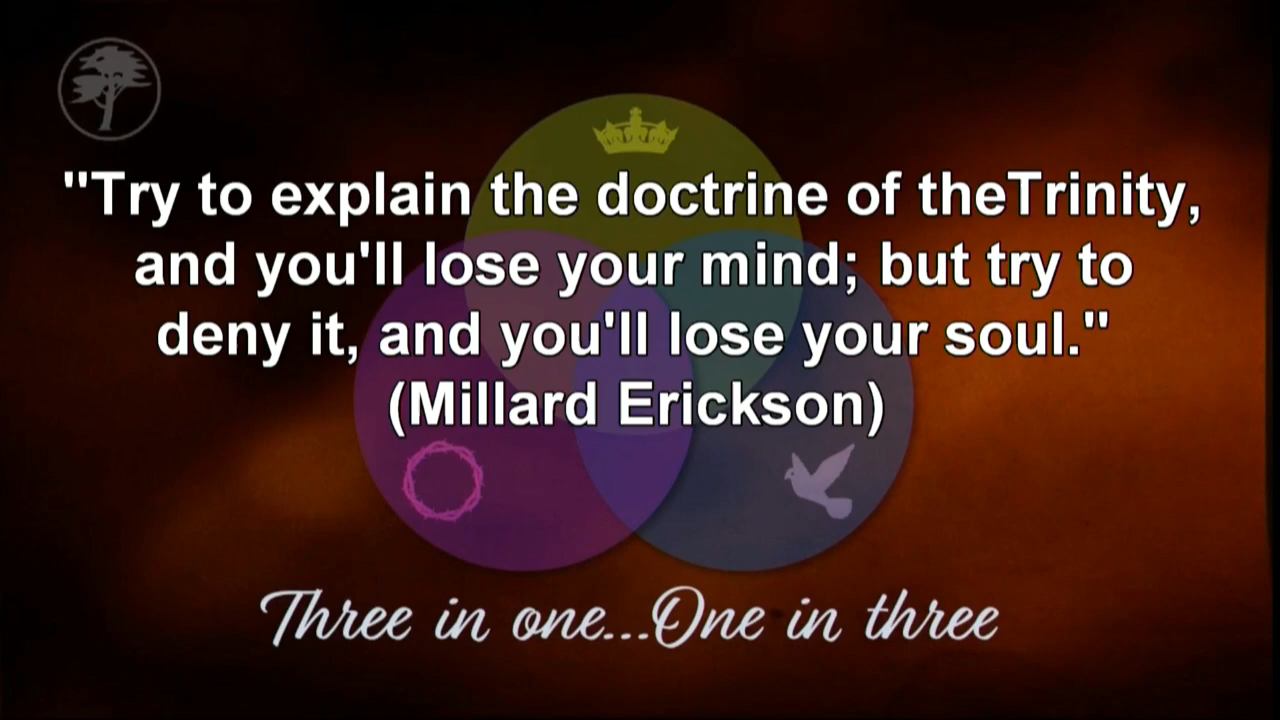 "Try to explain the doctrine of theTrinity,
and you'll lose your mind; but try to
deny it, and you'll lose your soul."
(Millard Erickson)
Three in one...One in three